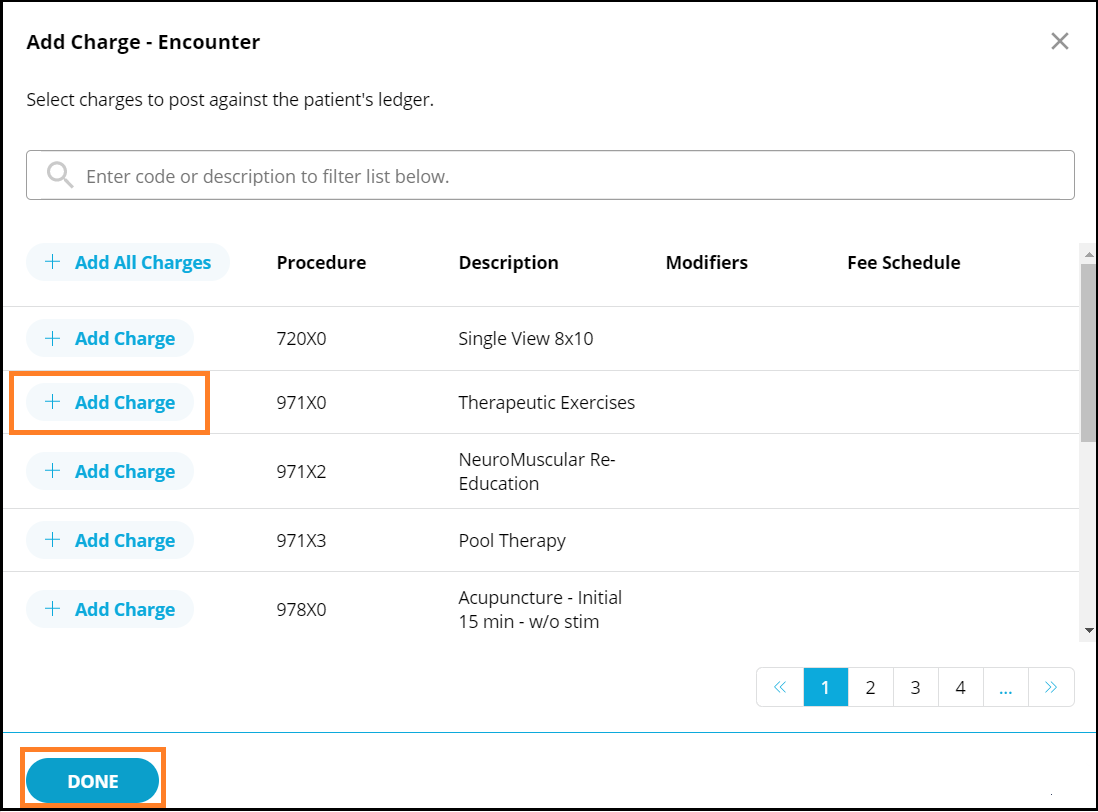 Add Charge - Encounter
Select charges to post against the patient's ledger.
Enter code or description to filter list below.
+ Add All Charges Procedure Description Modifiers Fee Schedule
+ Add Charge 720X0 Single View 8x10
+ Add Charge 971X0 Therapeutic Exercises
+ Add Charge 971X2 NeuroMuscular Re-
Education
+ Add Charge 971X3 Pool Therapy
+ Add Charge 978X0 Acupuncture - Initial
15 min - w/o stim
« 1 2 3 4 ... »
DONE